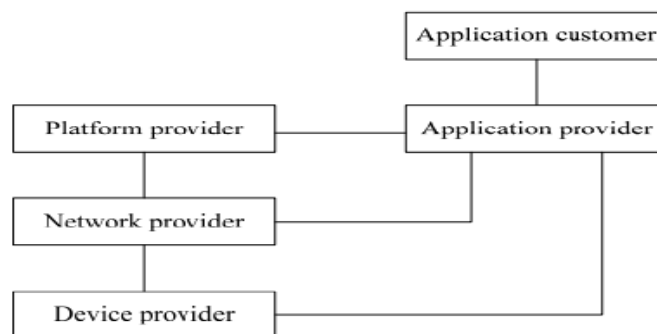 Application customer
Platform provider
Application provider
Network provider
Device provider